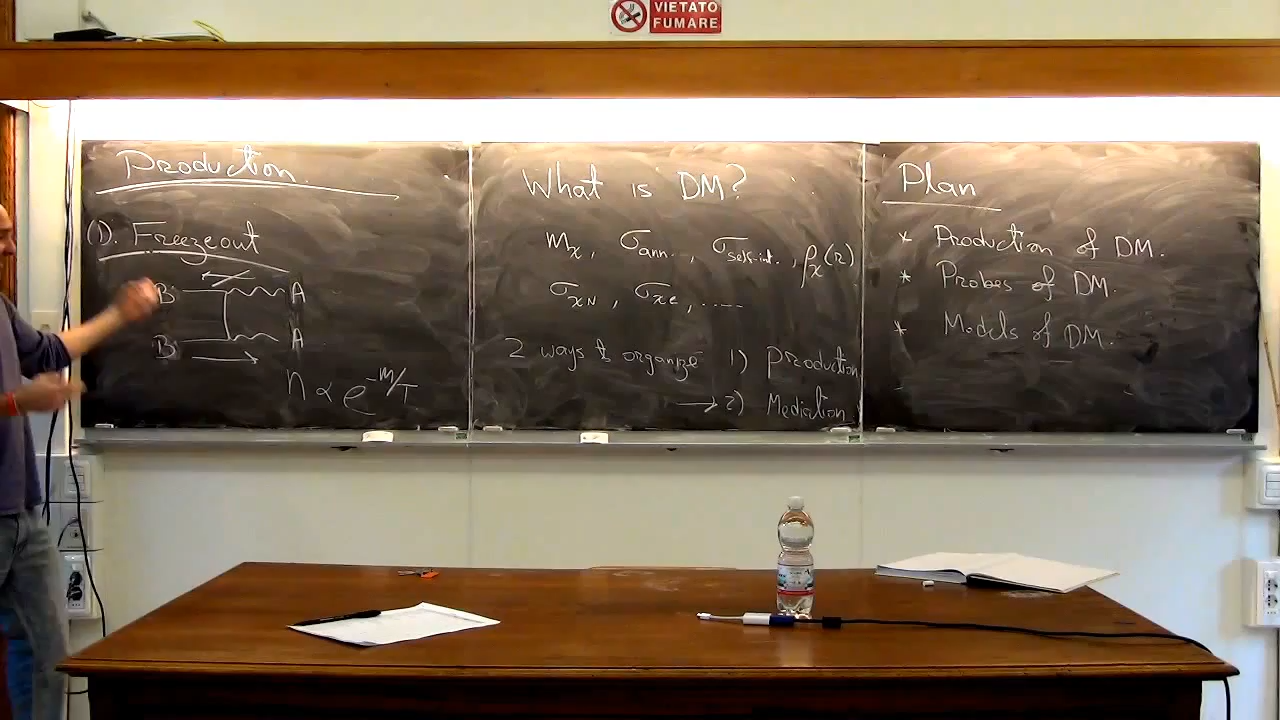 VIETATO
FUMARE
Production
(1). Freezeout
B A
B A
n ∝ e^{-M/T}
What is DM?
m_χ, σ_ann., σ_self-int., ρ_χ(r)
σ_χN, σ_χe, .....
2 ways to organize 1) Production
→ 2) Mediation
Plan
* Production of DM.
* Probes of DM.
* Models of DM.